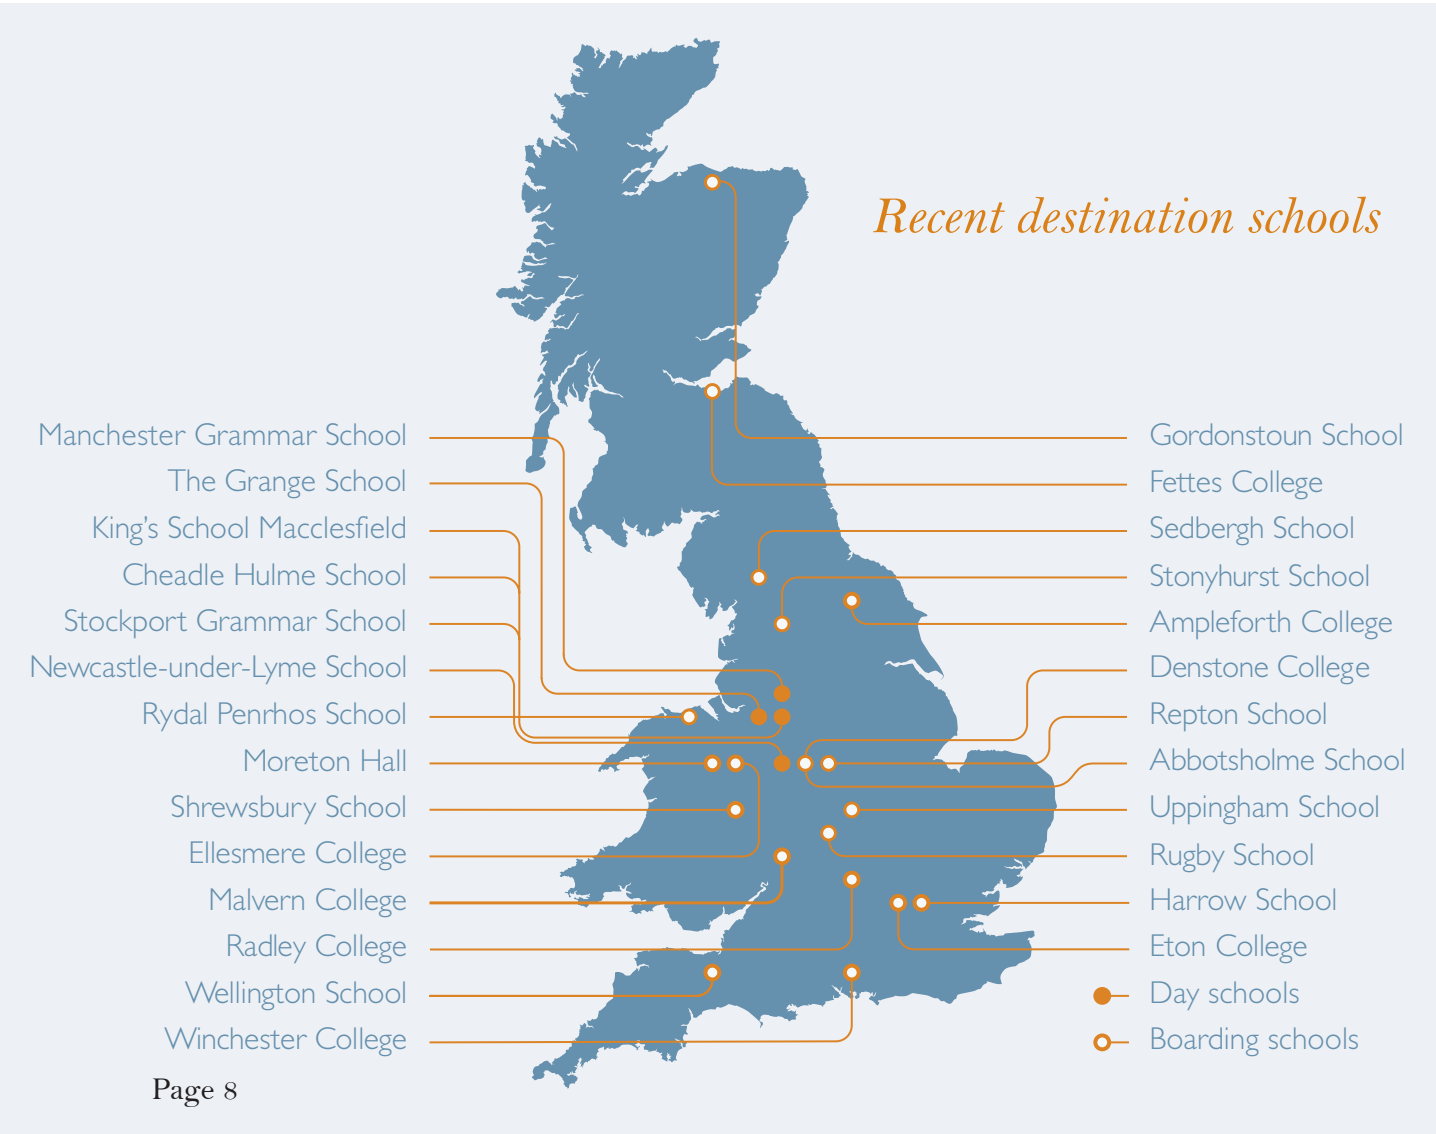 Recent destination schools
Manchester Grammar School
The Grange School
King's School Macclesfield
Cheadle Hulme School
Stockport Grammar School
Newcastle-under-Lyme School
Rydal Penrhos School
Moreton Hall
Shrewsbury School
Ellesmere College
Malvern College
Radley College
Wellington School
Winchester College
Gordonstoun School
Fettes College
Sedbergh School
Stonyhurst School
Ampleforth College
Denstone College
Repton School
Abbotsholme School
Uppingham School
Rugby School
Harrow School
Eton College
Day schools
Boarding schools
Page 8